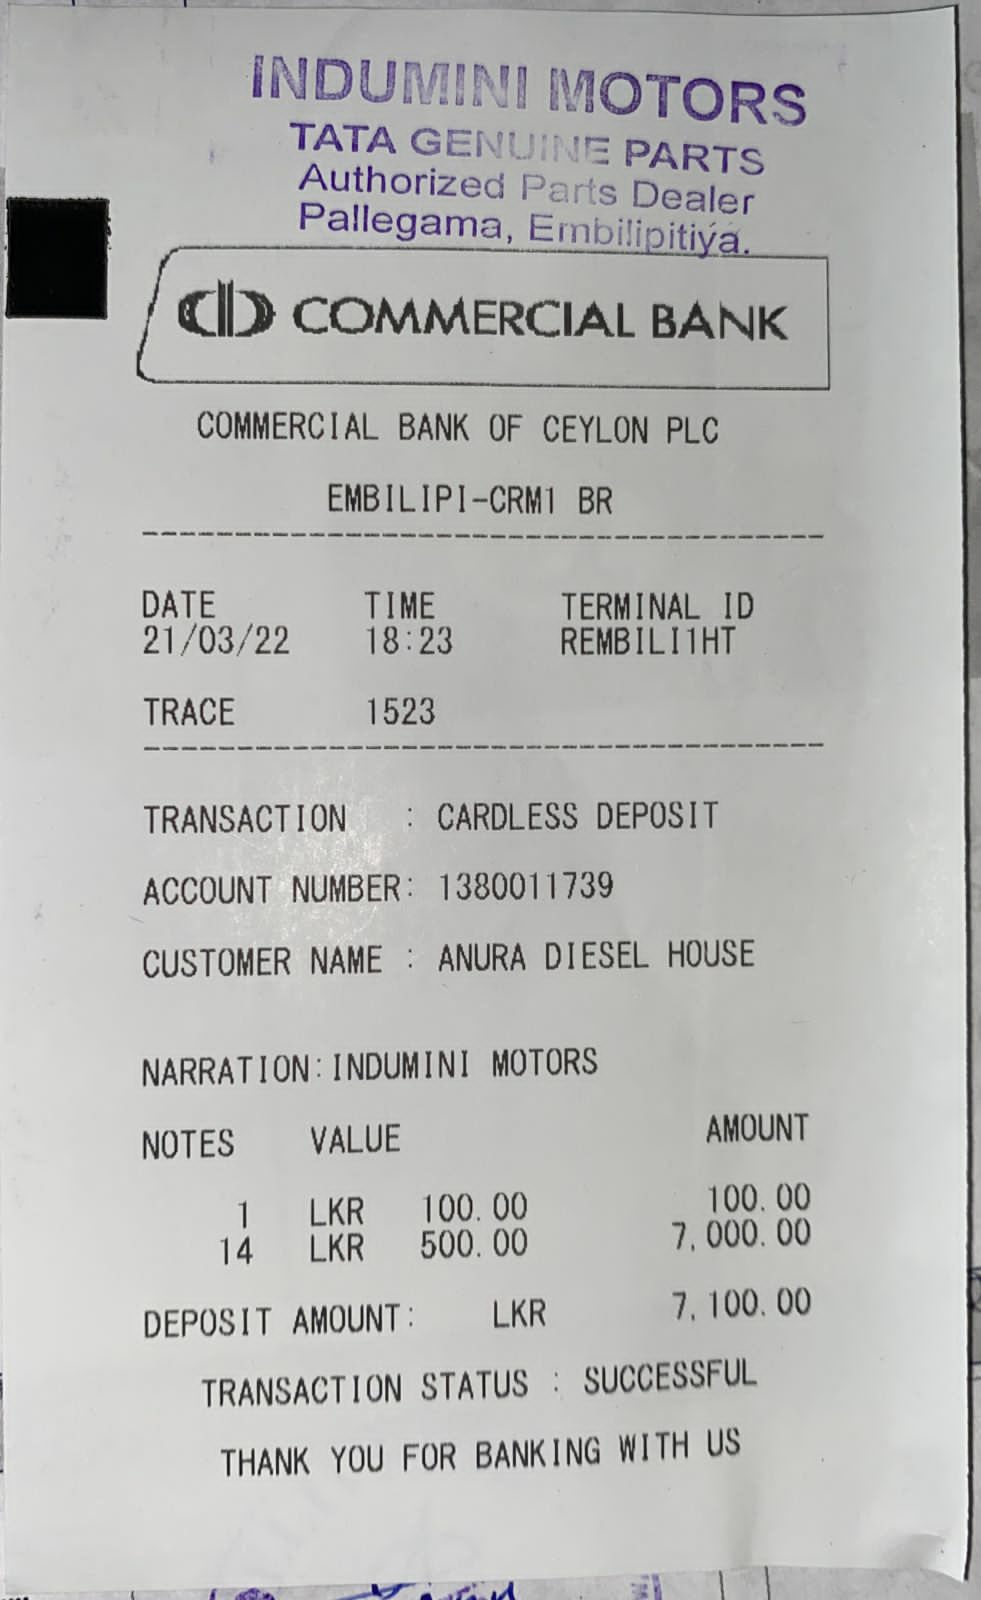 INDUMINI MOTORS
TATA GENUINE PARTS
Authorized Parts Dealer
Pallegama, Embilipitiya.
COMMERCIAL BANK
COMMERCIAL BANK OF CEYLON PLC
EMBILIPI-CRM1 BR
DATE TIME TERMINAL ID
21/03/22 18:23 REMBILI1HT
TRACE 1523
TRANSACTION : CARDLESS DEPOSIT
ACCOUNT NUMBER: 1380011739
CUSTOMER NAME : ANURA DIESEL HOUSE
NARRATION:INDUMINI MOTORS
NOTES VALUE AMOUNT
1 LKR 100.00 100.00
14 LKR 500.00 7,000.00
DEPOSIT AMOUNT: LKR 7,100.00
TRANSACTION STATUS : SUCCESSFUL
THANK YOU FOR BANKING WITH US